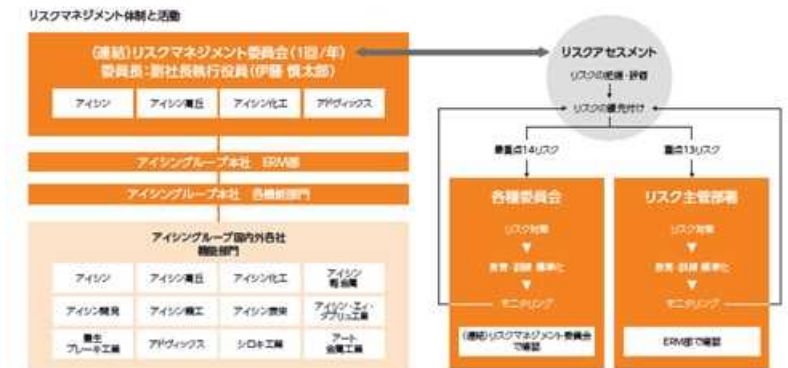 リスクマネジメント体制と活動
(連結)リスクマネジメント委員会(1回/年)
委員長:副社長執行役員(伊藤 慎太郎)
アイシン
アイシン高丘
アイシン化工
アドヴィックス
アイシングループ本社 ERM部
アイシングループ本社 各機能部門
アイシングループ国内外各社
機能部門
アイシン
アイシン高丘
アイシン化工
アイシン
軽金属
アイシン開発
アイシン機工
アイシン東北
アイシン・エィ・
ダブリュ工業
豊生
ブレーキ工業
アドヴィックス
シロキ工業
アート
金属工業
リスクアセスメント
リスクの把握・評価
リスクの優先付け
最重点14リスク
重点13リスク
各種委員会
リスク対策
▼
教育・訓練 標準化
▼
モニタリング
(連結)リスクマネジメント委員会
で確認
リスク主管部署
リスク対策
▼
教育・訓練 標準化
▼
モニタリング
ERM部で確認